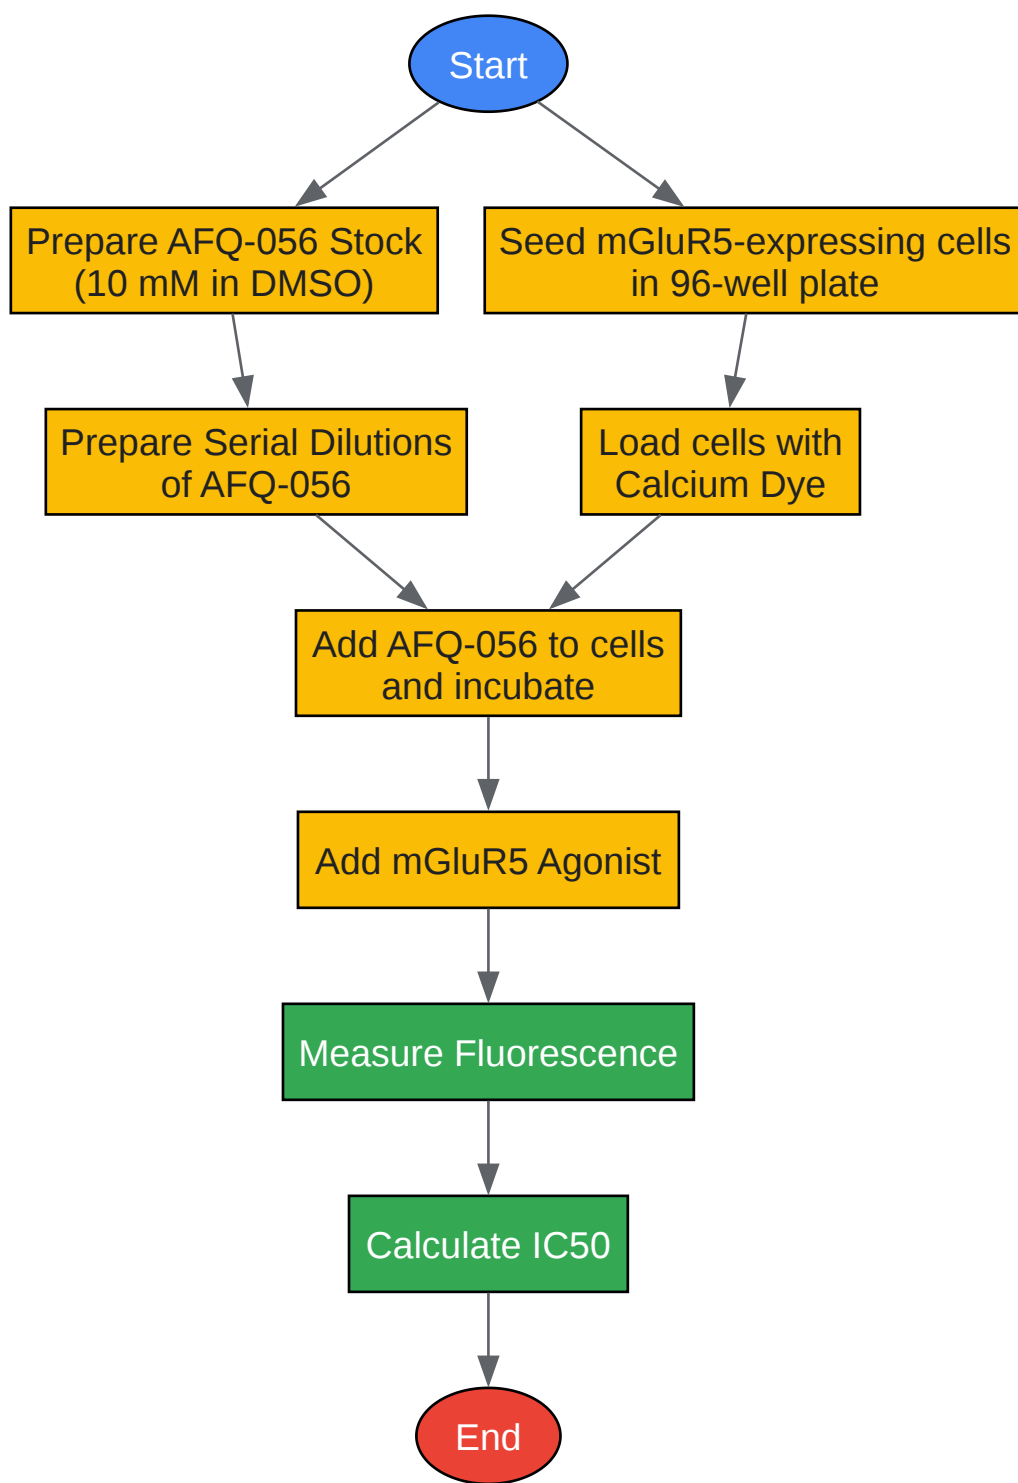 Start
Prepare AFQ-056 Stock
(10 mM in DMSO)
Seed mGluR5-expressing cells
in 96-well plate
Prepare Serial Dilutions
of AFQ-056
Load cells with
Calcium Dye
Add AFQ-056 to cells
and incubate
Add mGluR5 Agonist
Measure Fluorescence
Calculate IC50
End